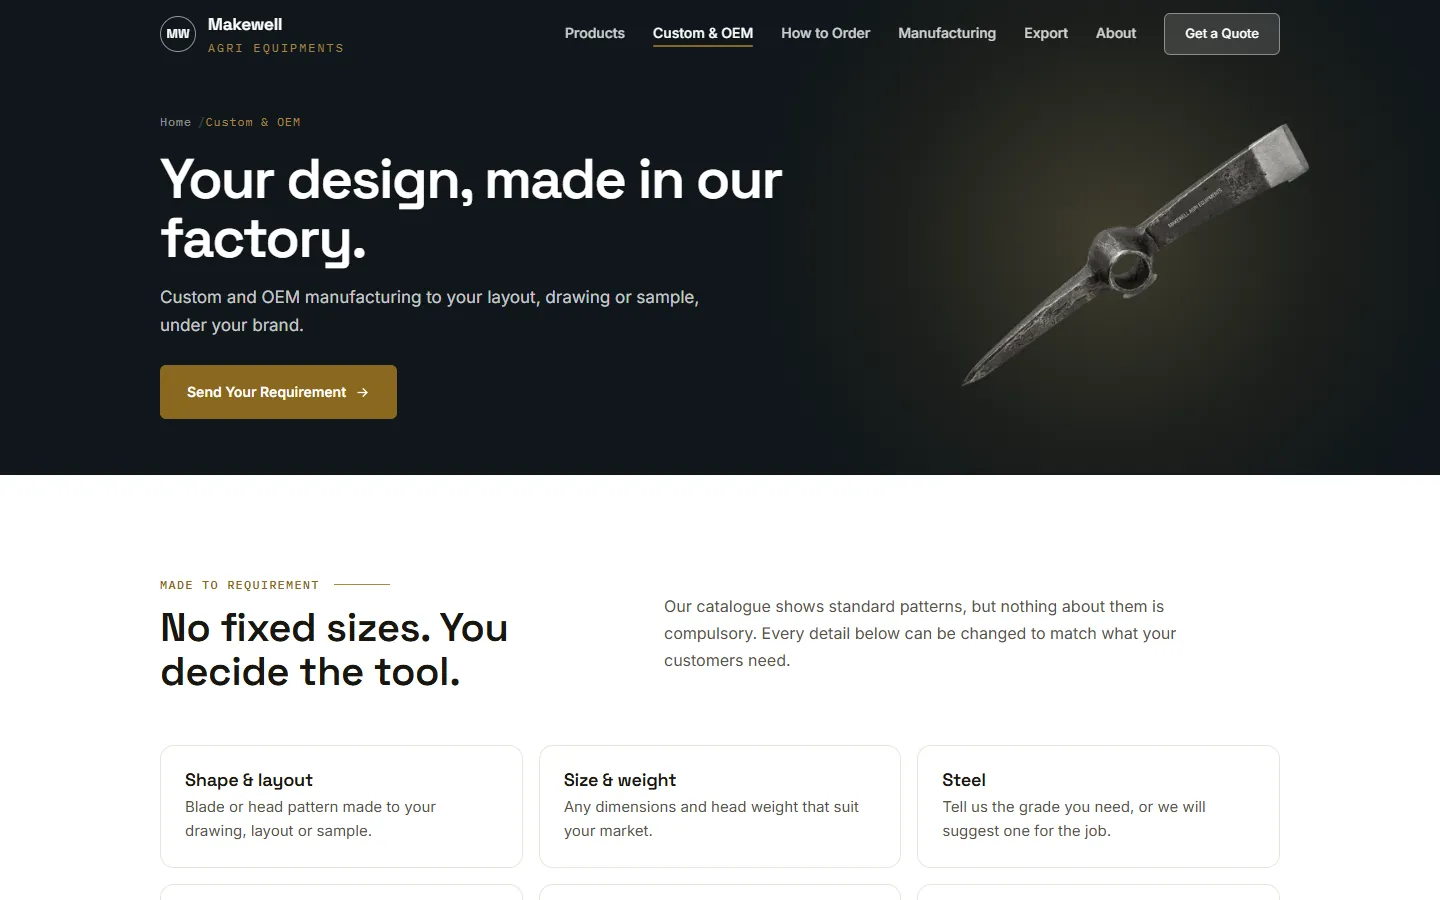 MW
Makewell
AGRI EQUIPMENTS
Products
Custom & OEM
How to Order
Manufacturing
Export
About
Get a Quote
Home / Custom & OEM
Your design, made in our
factory.
Custom and OEM manufacturing to your layout, drawing or sample,
under your brand.
Send Your Requirement →
MAKEWELL AGRI EQUIPMENTS
MADE TO REQUIREMENT
No fixed sizes. You
decide the tool.
Our catalogue shows standard patterns, but nothing about them is
compulsory. Every detail below can be changed to match what your
customers need.
Shape & layout
Blade or head pattern made to your
drawing, layout or sample.
Size & weight
Any dimensions and head weight that suit
your market.
Steel
Tell us the grade you need, or we will
suggest one for the job.